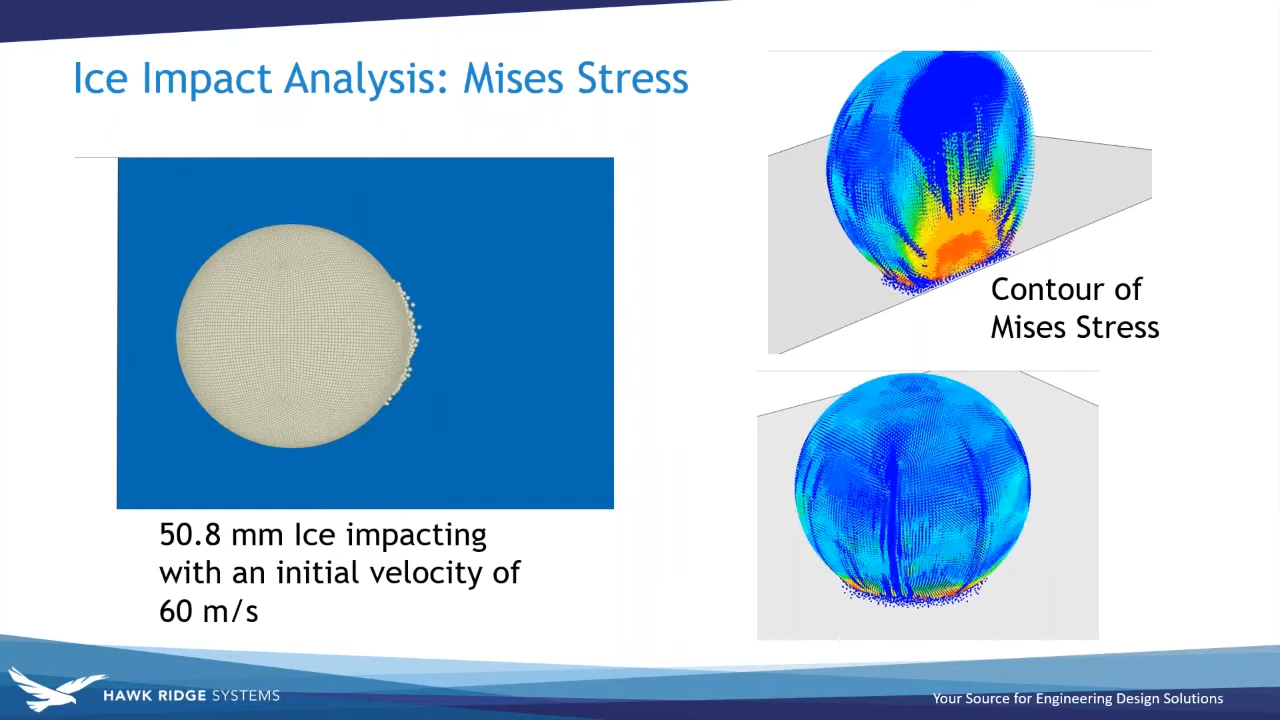 Ice Impact Analysis: Mises Stress
Contour of
Mises Stress
50.8 mm Ice impacting
with an initial velocity of
60 m/s
HAWK RIDGE SYSTEMS
Your Source for Engineering Design Solutions